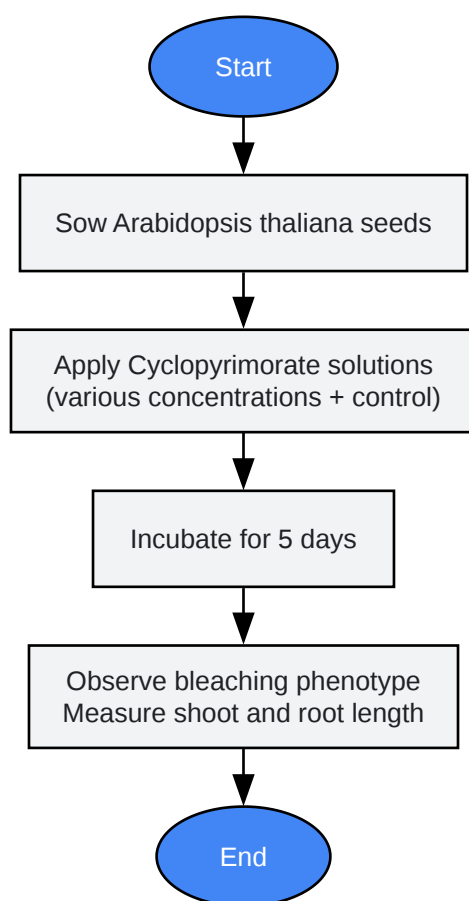 Start
Sow Arabidopsis thaliana seeds
Apply Cyclopyrimorate solutions
(various concentrations + control)
Incubate for 5 days
Observe bleaching phenotype
Measure shoot and root length
End